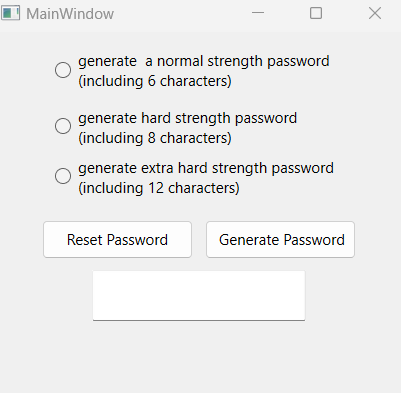 MainWindow
generate  a normal strength password
(including 6 characters)
generate hard strength password
(including 8 characters)
generate extra hard strength password
(including 12 characters)
Reset Password
Generate Password